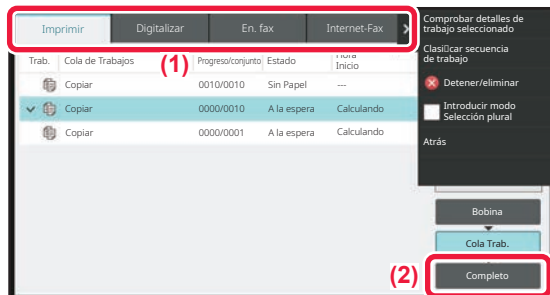 Imprimir Digitalizar En. fax Internet-Fax
(1)
Trab. Cola de Trabajos Progreso/conjunto Estado Hora
Inicio
Copiar 0010/0010 Sin Papel ---
Copiar 0000/0010 A la espera Calculando
Copiar 0000/0001 A la espera Calculando
Comprobar detalles de
trabajo seleccionado
Clasificar secuencia
de trabajo
Detener/eliminar
Introducir modo
Selección plural
Atrás
Bobina
Cola Trab.
(2)
Completo